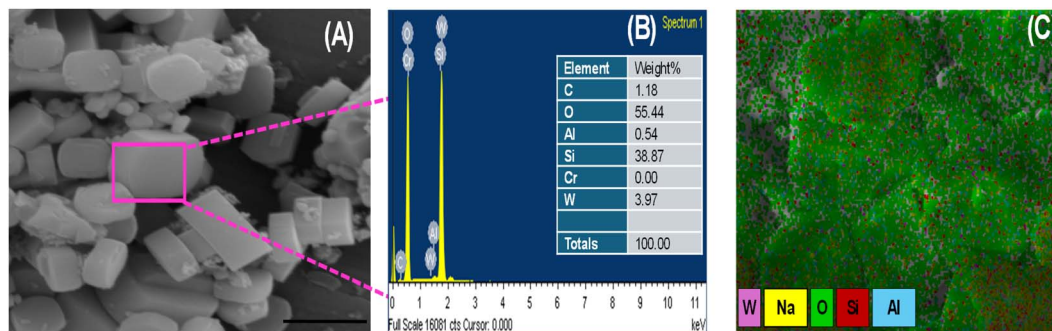 (A)
(B)
Spectrum 1
O
Cr
W
Si
Element Weight%
C 1.18
O 55.44
Al 0.54
Si 38.87
Cr 0.00
W 3.97
Totals 100.00
C
Al
W
0 1 2 3 4 5 6 7 8 9 10 11
Full Scale 16081 cts Cursor: 0.000 keV
(C)
W Na O Si Al